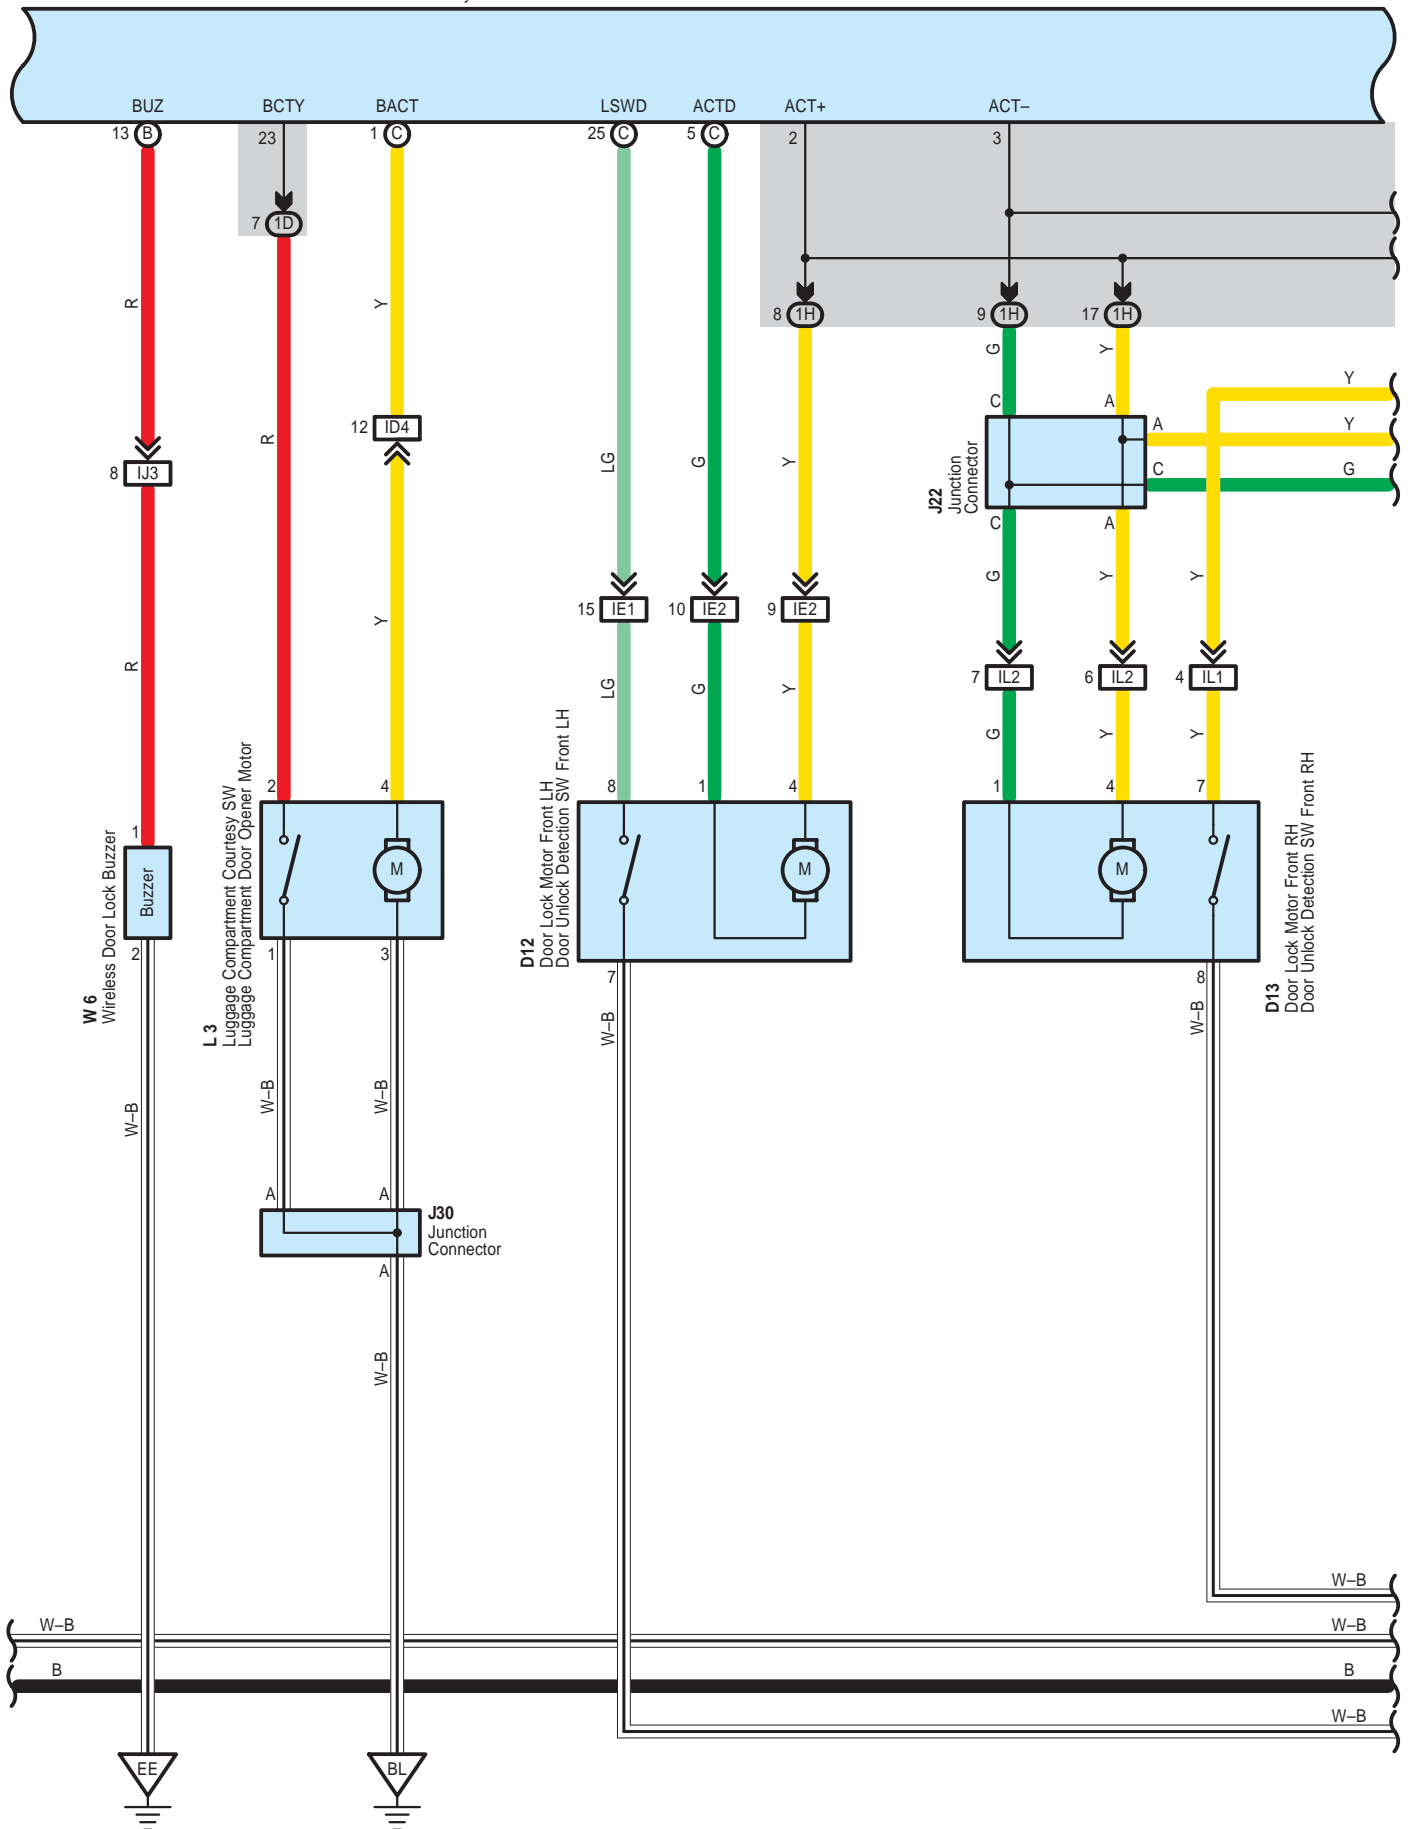 BUZ BCTY BACT LSWD ACTD ACT+ ACT–
13 B 23 1 C 25 C 5 C 2 3
7 1D
R Y
8 1H 9 1H 17 1H
G Y
Y
C A
12 ID4
A Y
R
LG G Y
C G
8 IJ3
J22
Junction
Connector
C A
G Y Y
15 IE1 10 IE2 9 IE2
Y
R
7 IL2 6 IL2 4 IL1
LG G Y
G Y Y
2 4 8 1 4 1 4 7
1
Buzzer
M M M
2
1 3
7 8
W 6
Wireless Door Lock Buzzer
L 3
Luggage Compartment Courtesy SW
Luggage Compartment Door Opener Motor
D12
Door Lock Motor Front LH
Door Unlock Detection SW Front LH
D13
Door Lock Motor Front RH
Door Unlock Detection SW Front RH
W–B W–B
W–B W–B W–B
A A
J30
Junction
Connector
A
W–B
W–B
W–B W–B
B B
W–B
EE BL